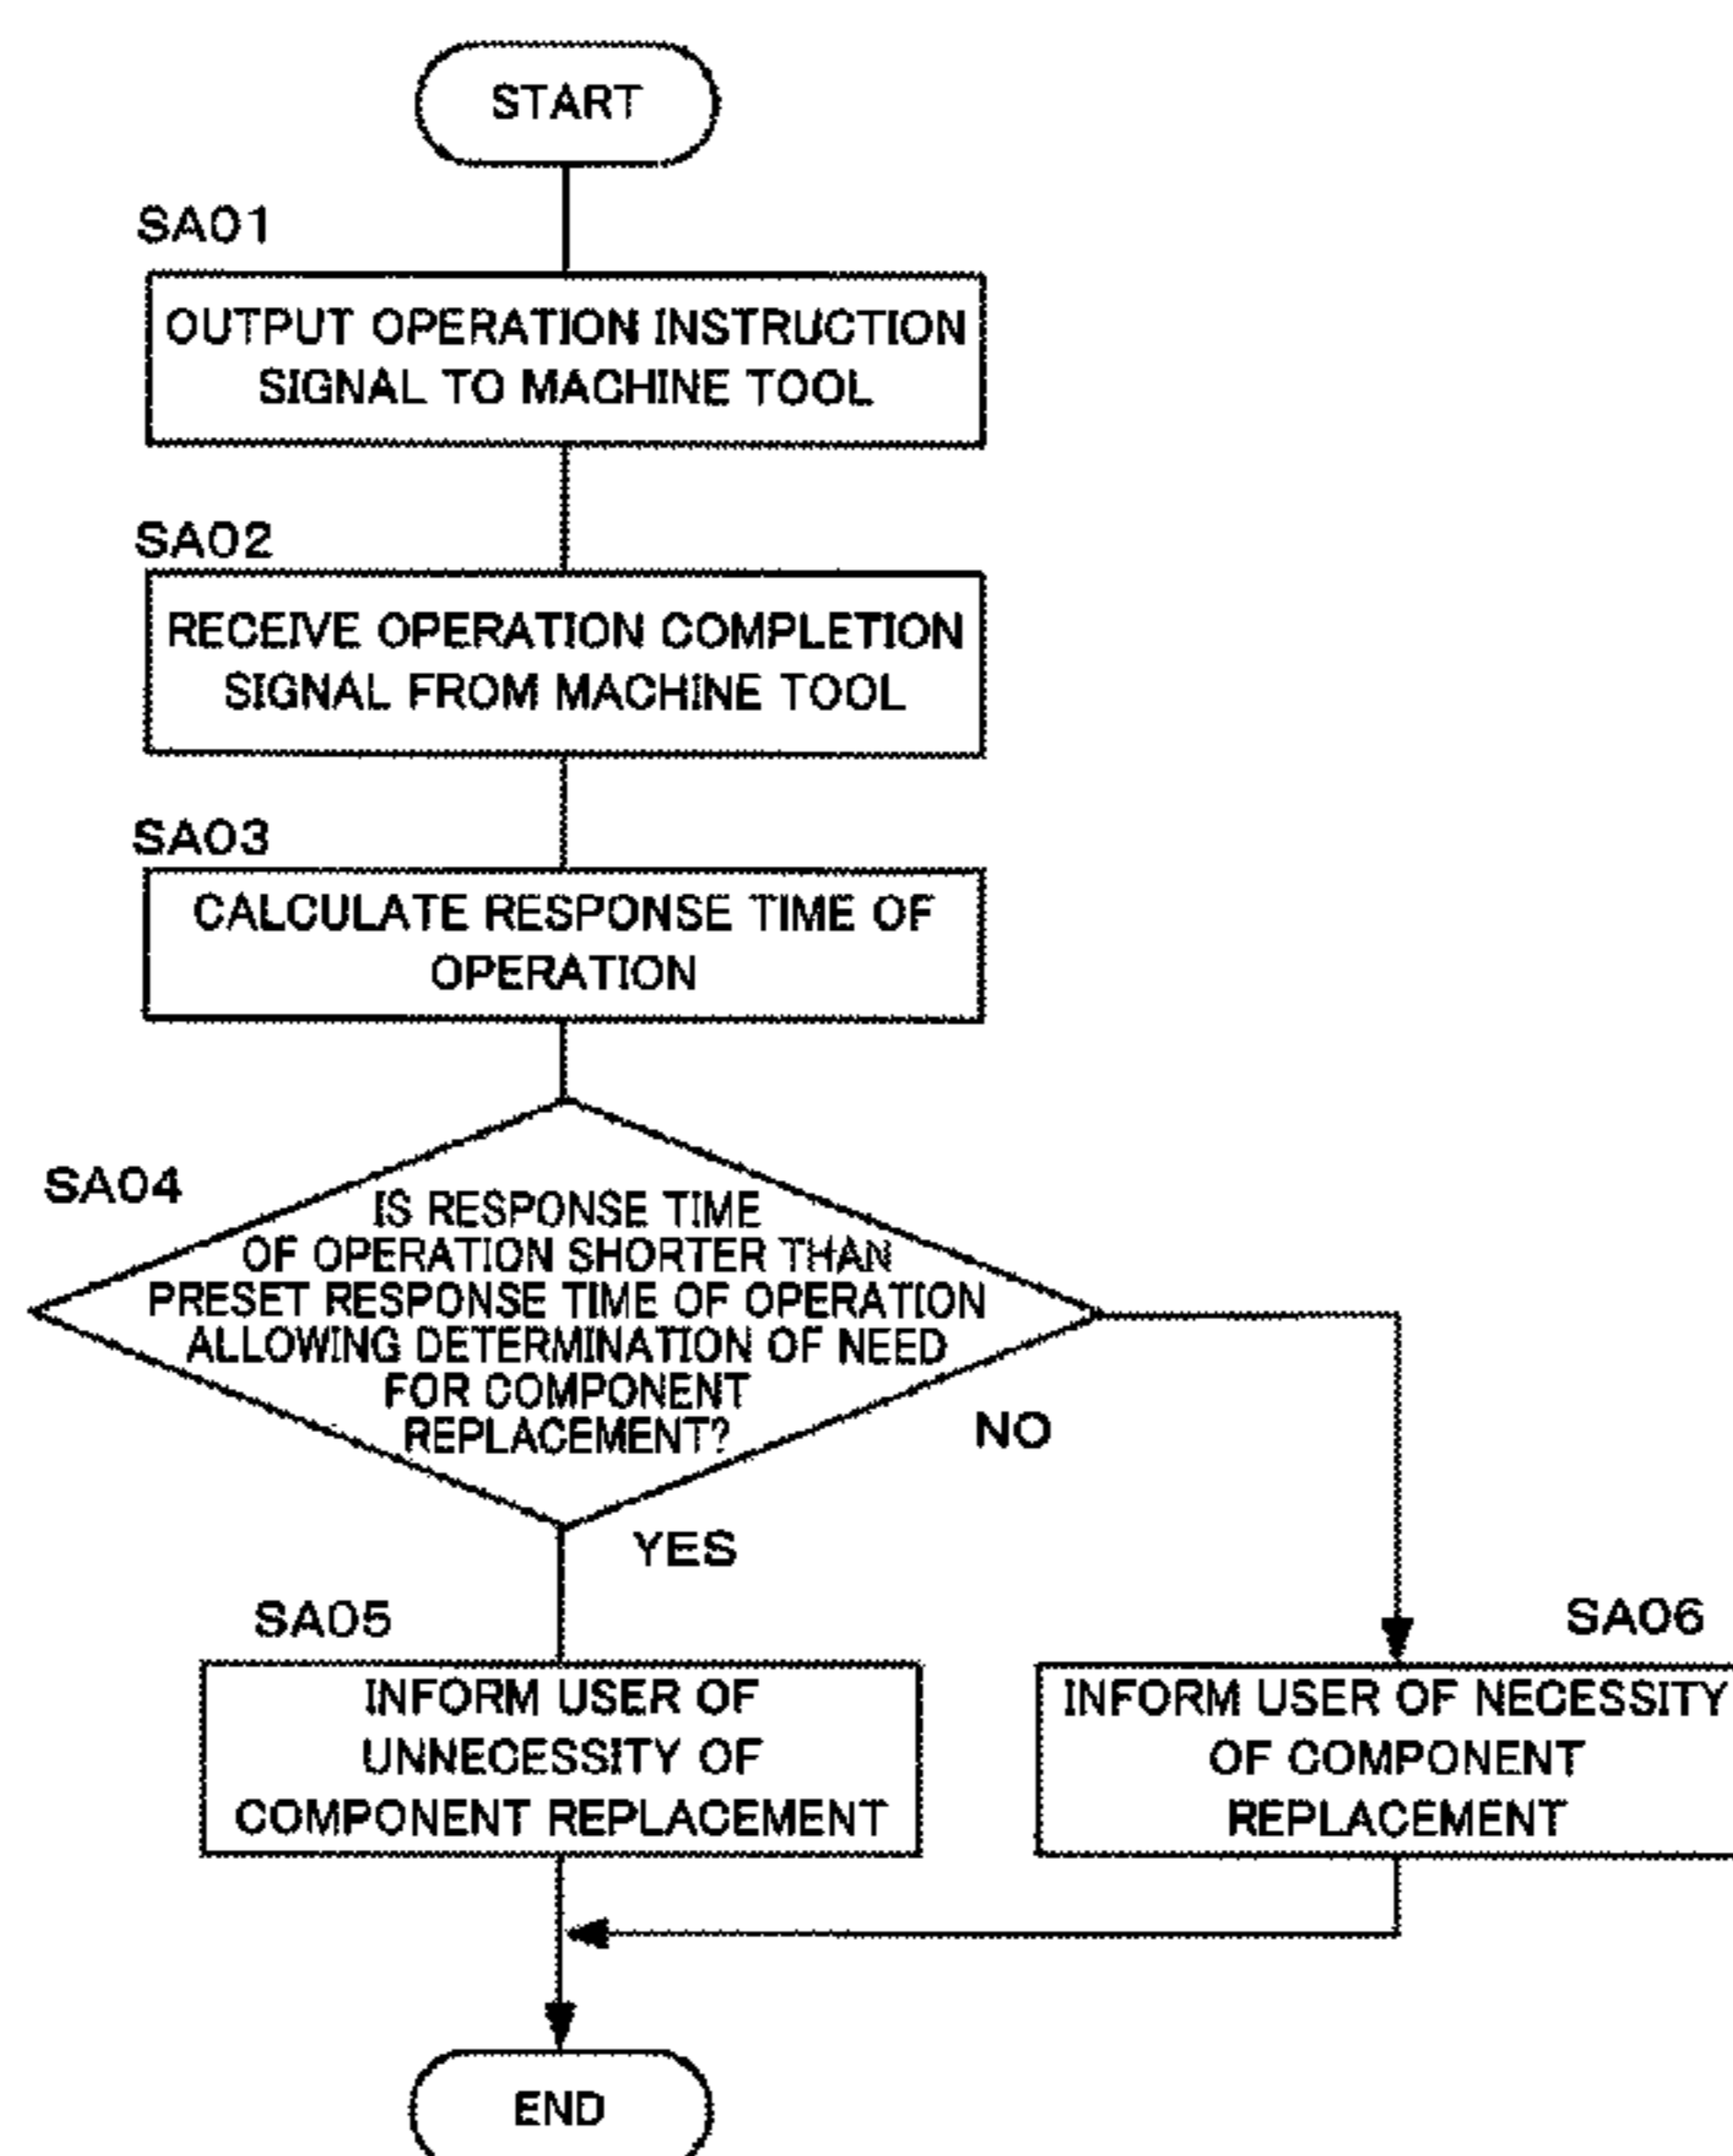 START
SA01
OUTPUT OPERATION INSTRUCTION
SIGNAL TO MACHINE TOOL
SA02
RECEIVE OPERATION COMPLETION
SIGNAL FROM MACHINE TOOL
SA03
CALCULATE RESPONSE TIME OF
OPERATION
SA04
IS RESPONSE TIME
OF OPERATION SHORTER THAN
PRESET RESPONSE TIME OF OPERATION
ALLOWING DETERMINATION OF NEED
FOR COMPONENT
REPLACEMENT?
NO
YES
SA05
INFORM USER OF
UNNECESSITY OF
COMPONENT REPLACEMENT
SA06
INFORM USER OF NECESSITY
OF COMPONENT
REPLACEMENT
END